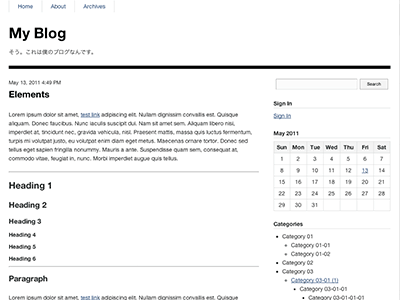 Home About Archives
My Blog
そう。これは僕のブログなんです。
May 13, 2011 4:49 PM
Elements
Lorem ipsum dolor sit amet, test link adipiscing elit. Nullam dignissim convallis est. Quisque
aliquam. Donec faucibus. Nunc iaculis suscipit dui. Nam sit amet sem. Aliquam libero nisi,
imperdiet at, tincidunt nec, gravida vehicula, nisl. Praesent mattis, massa quis luctus fermentum,
turpis mi volutpat justo, eu volutpat enim diam eget metus. Maecenas ornare tortor. Donec sed
tellus eget sapien fringilla nonummy. Mauris a ante. Suspendisse quam sem, consequat at,
commodo vitae, feugiat in, nunc. Morbi imperdiet augue quis tellus.
Heading 1
Heading 2
Heading 3
Heading 4
Heading 5
Heading 6
Paragraph
Lorem ipsum dolor sit amet, test link adipiscing elit. Nullam dignissim convallis est. Quisque
Search
Sign In
Sign In
May 2011
Sun Mon Tue Wed Thu Fri Sat
1 2 3 4 5 6 7
8 9 10 11 12 13 14
15 16 17 18 19 20 21
22 23 24 25 26 27 28
29 30 31
Categories
Category 01
Category 01-01
Category 01-02
Category 02
Category 03
Category 03-01 (1)
Category 03-01-01
Category 03-01-01-01